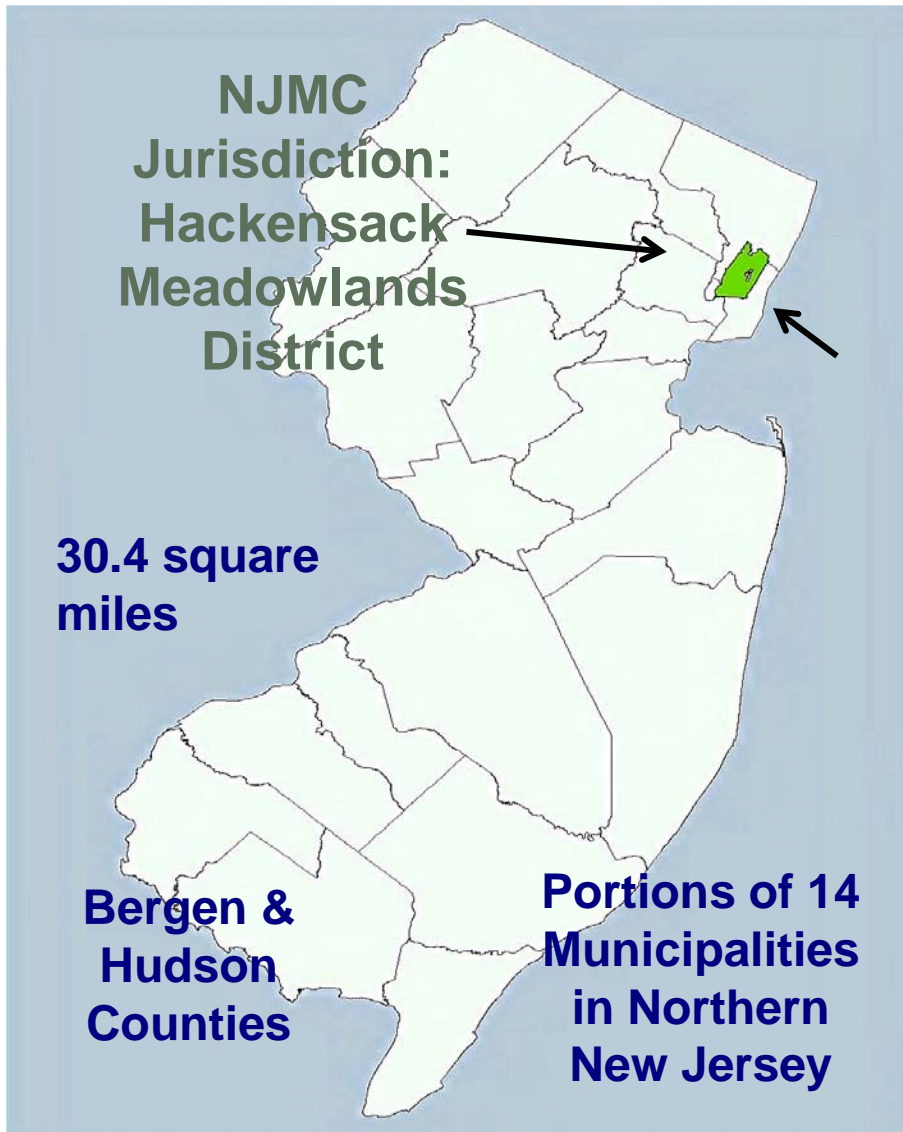 NJMC
Jurisdiction:
Hackensack
Meadowlands
District
30.4 square
miles
Bergen &
Hudson
Counties
Portions of 14
Municipalities
in Northern
New Jersey